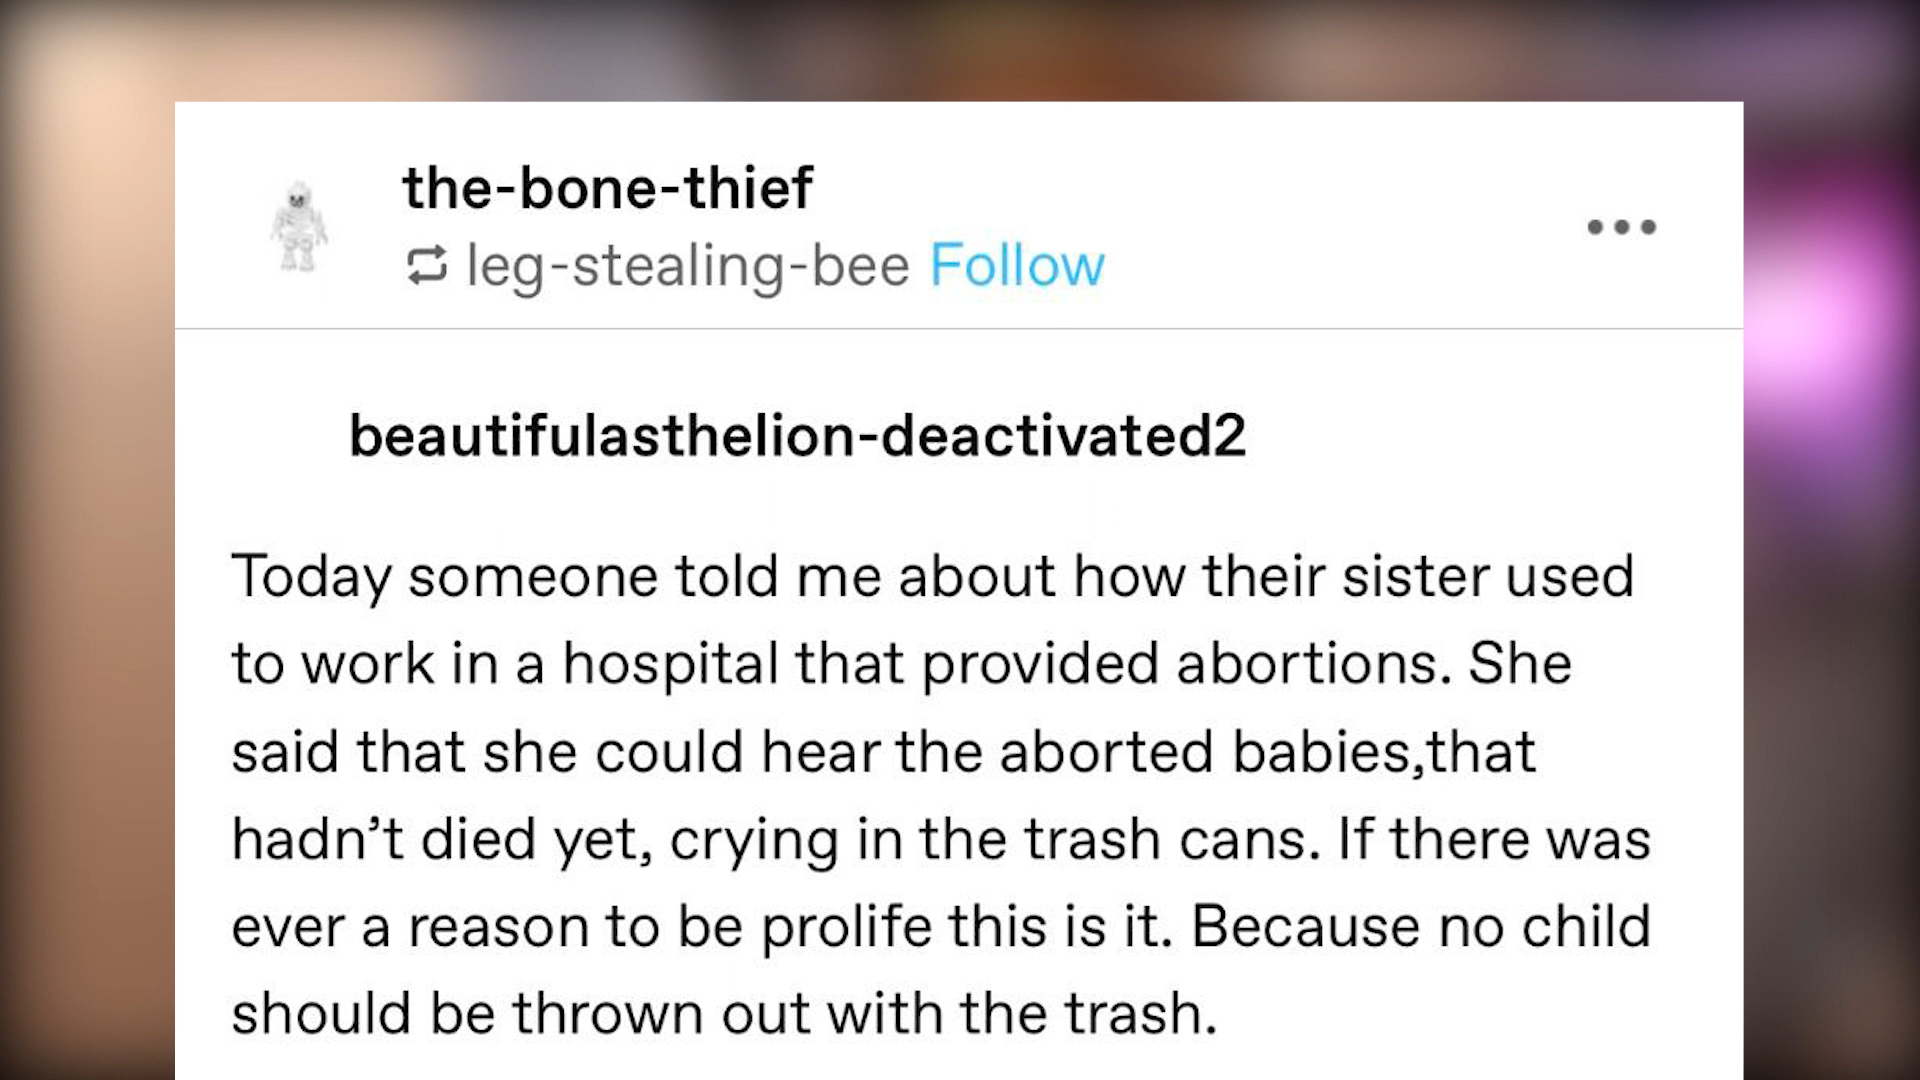 the-bone-thief
leg-stealing-bee Follow
beautifulasthelion-deactivated2
Today someone told me about how their sister used
to work in a hospital that provided abortions. She
said that she could hear the aborted babies,that
hadn’t died yet, crying in the trash cans. If there was
ever a reason to be prolife this is it. Because no child
should be thrown out with the trash.